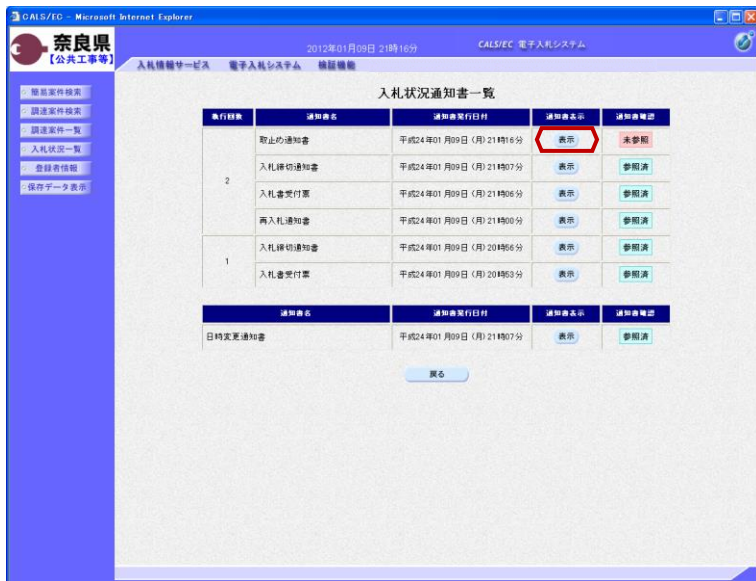 CALS/EC - Microsoft Internet Explorer
奈良県
【公共工事等】
2012年01月09日 21時16分
CALS/EC 電子入札システム
入札情報サービス 電子入札システム 検証機能
簡易案件検索
調達案件検索
調達案件一覧
入札状況一覧
登録者情報
保存データ表示
入札状況通知書一覧
執行回数 通知書名 通知書発行日付 通知書表示 通知書確認
2
取止め通知書 平成24年01月09日(月)21時16分 表示 未参照
入札締切通知書 平成24年01月09日(月)21時07分 表示 参照済
入札書受付票 平成24年01月09日(月)21時06分 表示 参照済
再入札通知書 平成24年01月09日(月)21時00分 表示 参照済
1
入札締切通知書 平成24年01月09日(月)20時56分 表示 参照済
入札書受付票 平成24年01月09日(月)20時53分 表示 参照済
通知書名 通知書発行日付 通知書表示 通知書確認
日時変更通知書 平成24年01月09日(月)21時07分 表示 参照済
戻る